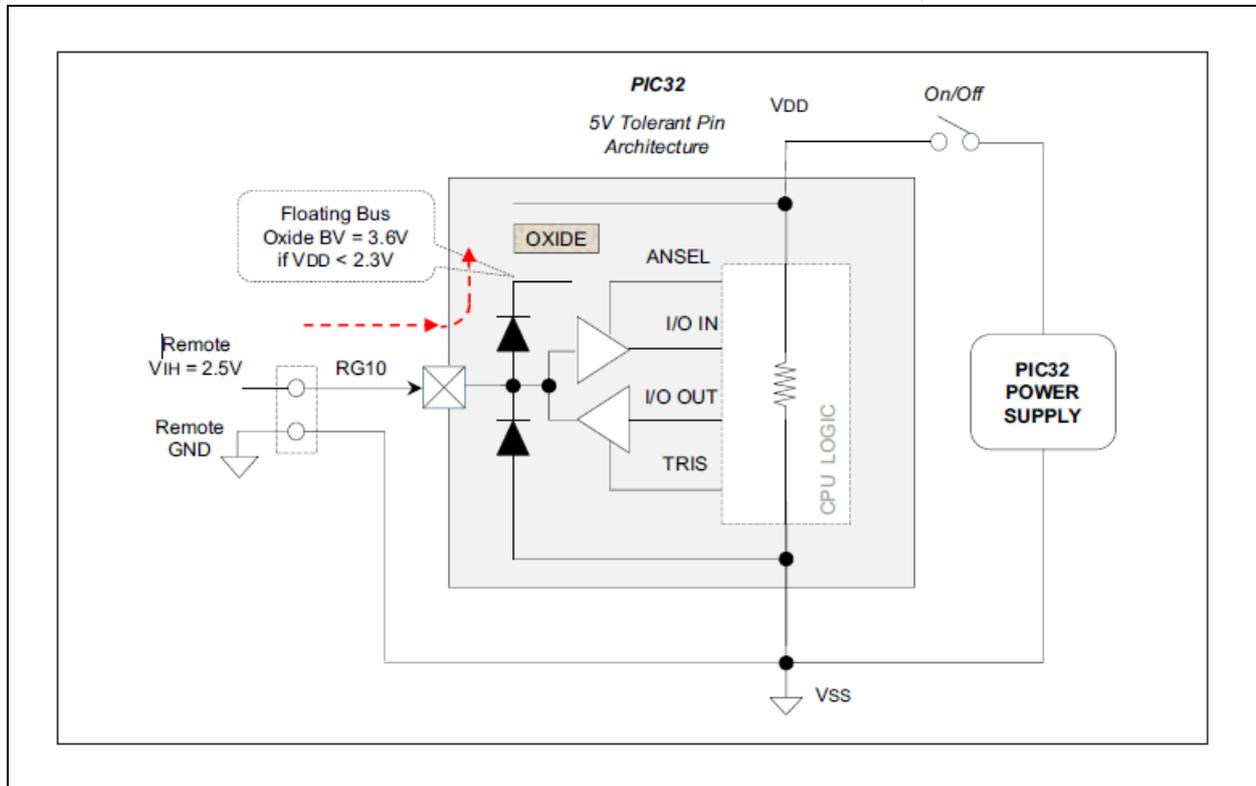 PIC32
5V Tolerant Pin
Architecture
VDD
On/Off
Floating Bus
Oxide BV = 3.6V
if VDD < 2.3V
OXIDE
ANSEL
I/O IN
Remote
VIH = 2.5V
RG10
I/O OUT
Remote
GND
TRIS
CPU LOGIC
PIC32
POWER
SUPPLY
VSS